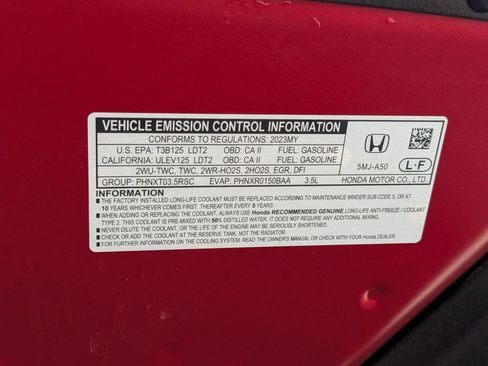 VEHICLE EMISSION CONTROL INFORMATION
CONFORMS TO REGULATIONS: 2023MY
U.S. EPA: T3B125 LDT2 OBD: CA II FUEL: GASOLINE
CALIFORNIA: ULEV125 LDT2 OBD: CA II FUEL: GASOLINE
2WU-TWC, TWC, 2WR-HO2S, 2HO2S, EGR, DFI
GROUP: PHNXT03.5RSC EVAP: PHNXR0150BAA 3.5L
5MJ-A50 L-F
HONDA MOTOR CO., LTD.
INFORMATION
■ THE FACTORY INSTALLED LONG-LIFE COOLANT MUST BE REPLACED ACCORDING TO MAINTENANCE MINDER SUB CODE 5, OR AT
10 YEARS WHICHEVER COMES FIRST. THEREAFTER EVERY 5 YEARS.
■ WHEN ADDING OR REPLACING THE COOLANT, ALWAYS USE Honda RECOMMENDED GENUINE LONG-LIFE ANTI-FREEZE / COOLANT
TYPE 2. THIS COOLANT IS PRE-MIXED WITH 50% DISTILLED WATER. IT DOES NOT REQUIRE ANY ADDITIONAL MIXING.
■ NEVER DILUTE THE COOLANT, OR THE LIFE OF THE ENGINE MAY BE SERIOUSLY SHORTENED.
■ CHECK OR ADD COOLANT AT THE RESERVE TANK, NOT THE RADIATOR.
■ FOR FURTHER INFORMATION ON THE COOLING SYSTEM, READ THE OWNER'S MANUAL OR CHECK WITH YOUR Honda DEALER.